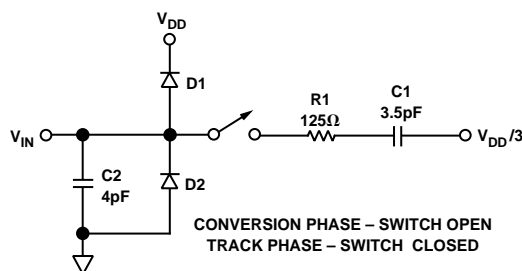 VDD
D1
R1
125Ω
C1
3.5pF
VIN
VDD/3
C2
4pF
D2
CONVERSION PHASE – SWITCH OPEN
TRACK PHASE – SWITCH CLOSED